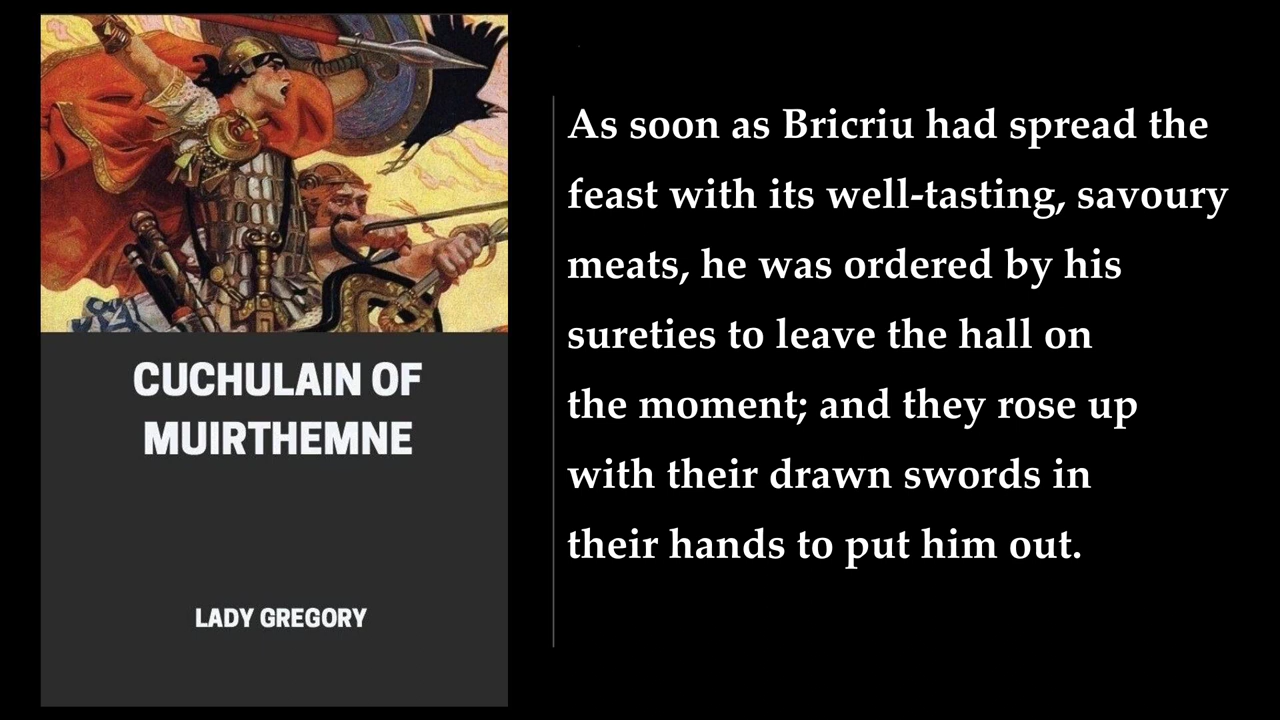 CUCHULAIN OF
MUIRTHEMNE
LADY GREGORY
As soon as Bricriu had spread the
feast with its well-tasting, savoury
meats, he was ordered by his
sureties to leave the hall on
the moment; and they rose up
with their drawn swords in
their hands to put him out.